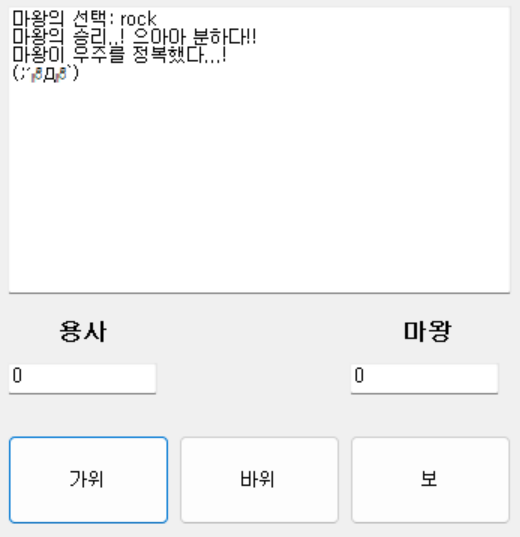 마왕의 선택: rock
마왕의 승리..! 으아아 분하다!!
마왕이 우주를 정복했다...!
(;´༎ຶД༎ຶ`)
용사 마왕
0 0
가위 바위 보